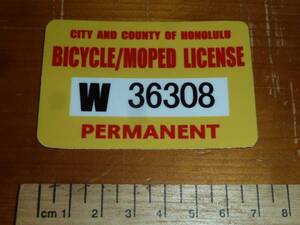 CITY AND COUNTY OF HONOLULU
BICYCLE/MOPED LICENSE
W 36308
PERMANENT
cm 1 2 3 4 5 6 7 8